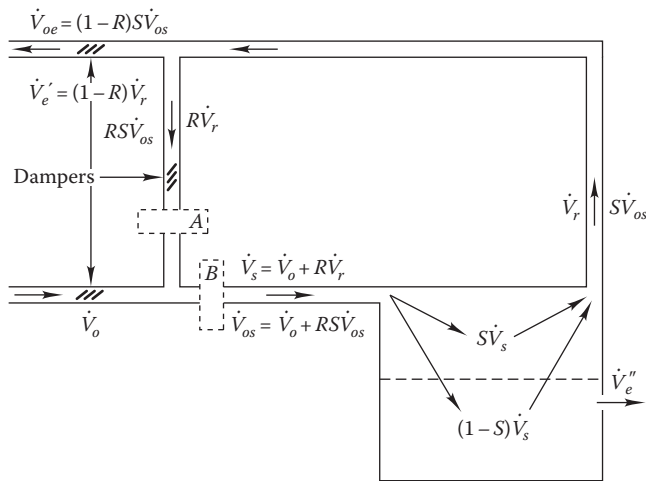 V̇oe = (1 – R)SV̇os
V̇e′ = (1 – R)V̇r
RSV̇os
RV̇r
Dampers
A
V̇r
SV̇os
B
V̇s = V̇o + RV̇r
V̇o
V̇os = V̇o + RSV̇os
SV̇s
V̇e″
(1 – S)V̇s